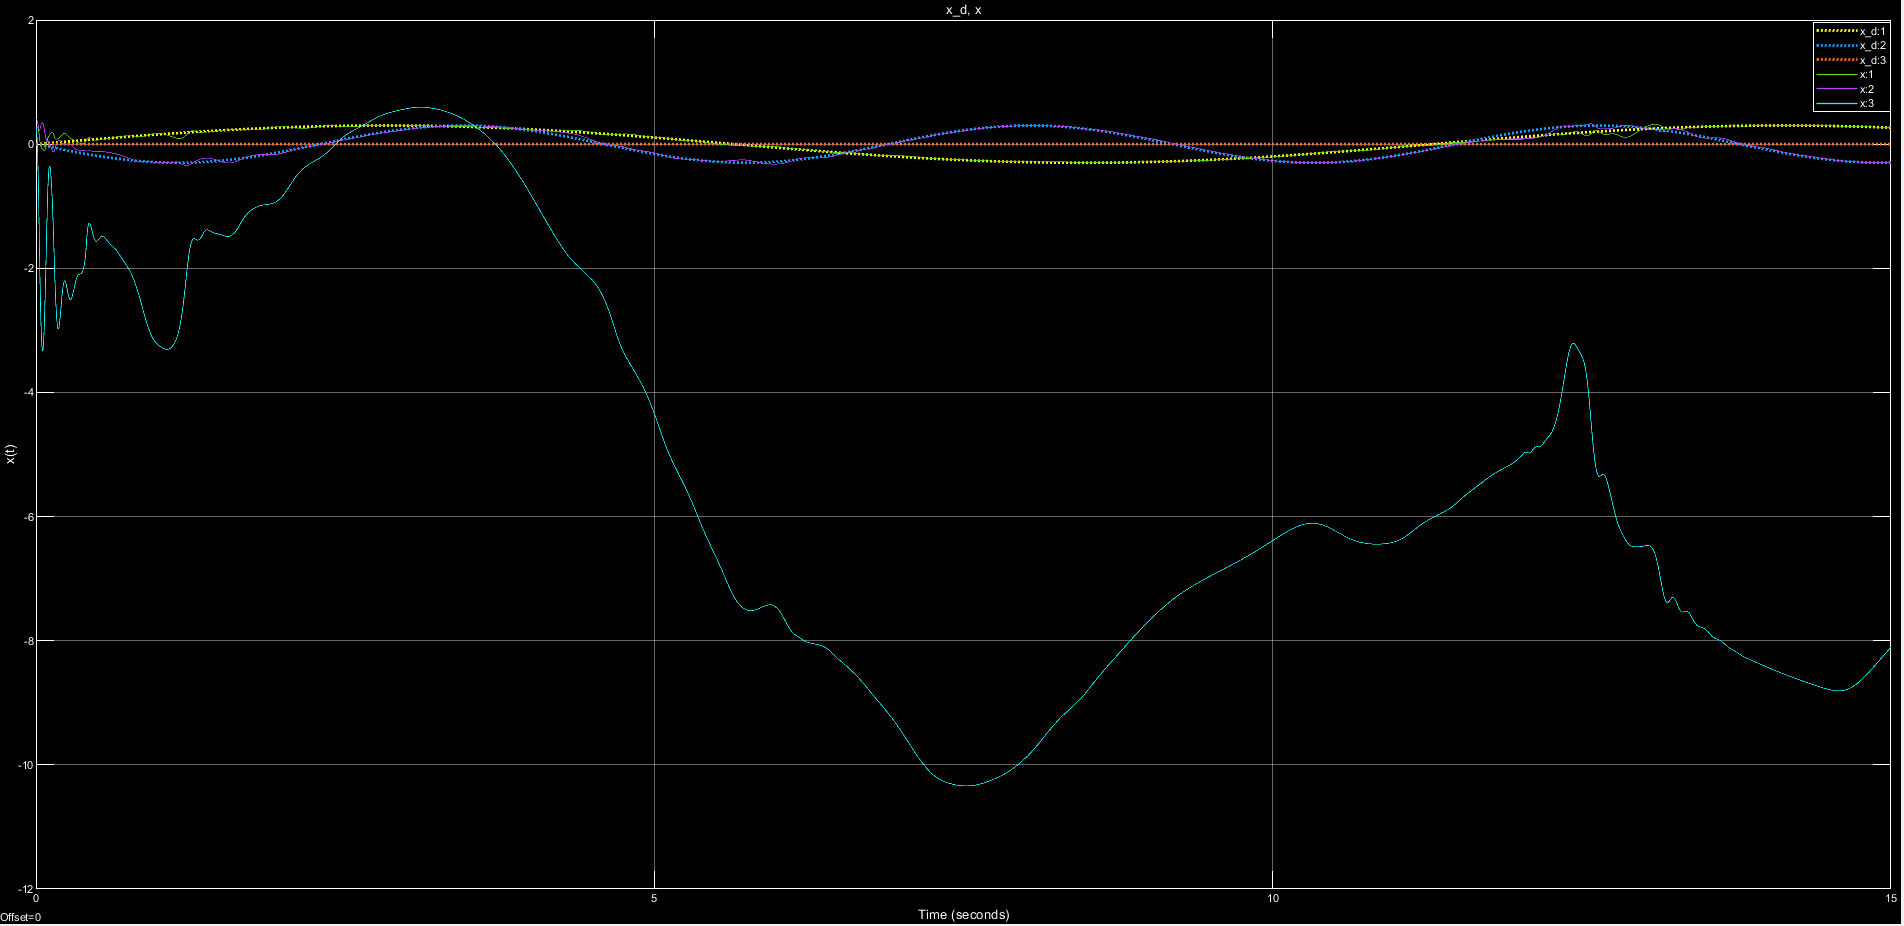 x_d, x
2
0
-2
-4
-6
-8
-10
-12
x(t)
x_d:1
x_d:2
x_d:3
x:1
x:2
x:3
0
5
10
15
Time (seconds)
Offset=0